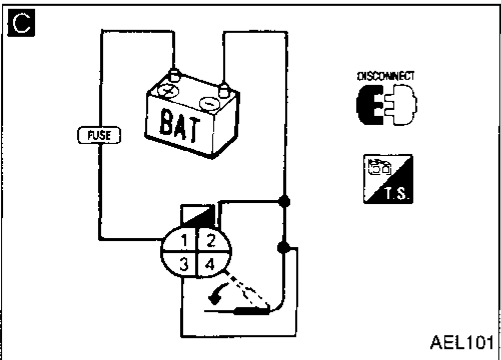 C
DISCONNECT
+ -
BAT
FUSE
T.S.
1 2
3 4
AEL101